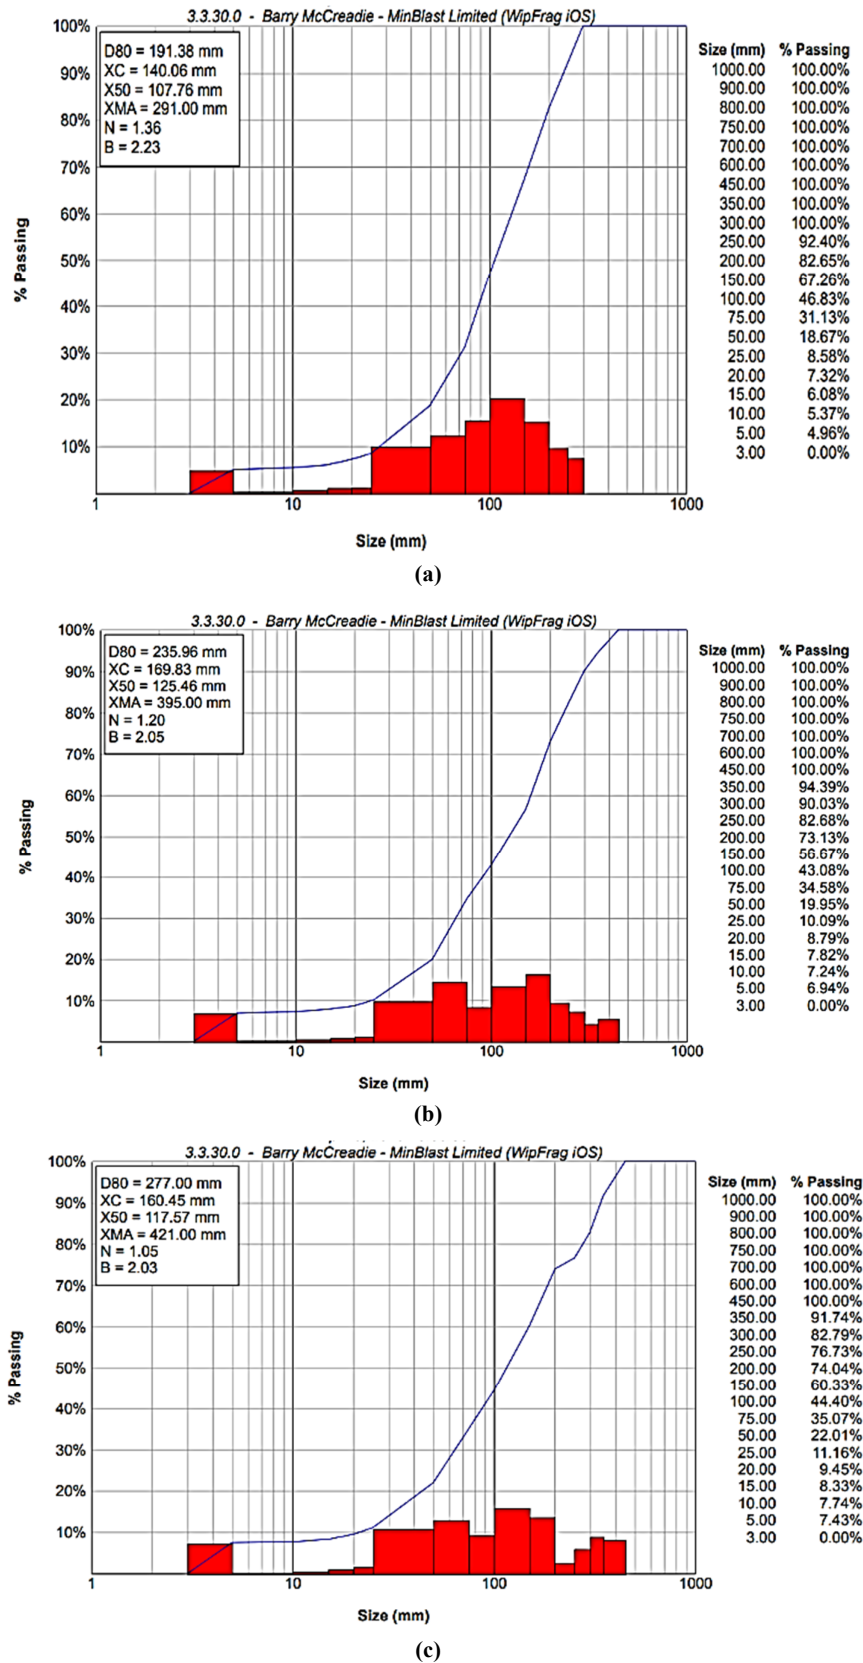 3.3.30.0 - Barry McCreadie - MinBlast Limited (WipFrag iOS)
D80 = 191.38 mm
XC = 140.06 mm
X50 = 107.76 mm
XMA = 291.00 mm
N = 1.36
B = 2.23
100%
90%
80%
70%
60%
50%
40%
30%
20%
10%
% Passing
1 10 100 1000
Size (mm)
Size (mm) % Passing
1000.00 100.00%
900.00 100.00%
800.00 100.00%
750.00 100.00%
700.00 100.00%
600.00 100.00%
450.00 100.00%
350.00 100.00%
300.00 100.00%
250.00 92.40%
200.00 82.65%
150.00 67.26%
100.00 46.83%
75.00 31.13%
50.00 18.67%
25.00 8.58%
20.00 7.32%
15.00 6.08%
10.00 5.37%
5.00 4.96%
3.00 0.00%
(a)
3.3.30.0 - Barry McCreadie - MinBlast Limited (WipFrag iOS)
D80 = 235.96 mm
XC = 169.83 mm
X50 = 125.46 mm
XMA = 395.00 mm
N = 1.20
B = 2.05
100%
90%
80%
70%
60%
50%
40%
30%
20%
10%
% Passing
1 10 100 1000
Size (mm)
Size (mm) % Passing
1000.00 100.00%
900.00 100.00%
800.00 100.00%
750.00 100.00%
700.00 100.00%
600.00 100.00%
450.00 100.00%
350.00 94.39%
300.00 90.03%
250.00 82.68%
200.00 73.13%
150.00 56.67%
100.00 43.08%
75.00 34.58%
50.00 19.95%
25.00 10.09%
20.00 8.79%
15.00 7.82%
10.00 7.24%
5.00 6.94%
3.00 0.00%
(b)
3.3.30.0 - Barry McCreadie - MinBlast Limited (WipFrag iOS)
D80 = 277.00 mm
XC = 160.45 mm
X50 = 117.57 mm
XMA = 421.00 mm
N = 1.05
B = 2.03
100%
90%
80%
70%
60%
50%
40%
30%
20%
10%
% Passing
1 10 100 1000
Size (mm)
Size (mm) % Passing
1000.00 100.00%
900.00 100.00%
800.00 100.00%
750.00 100.00%
700.00 100.00%
600.00 100.00%
450.00 100.00%
350.00 91.74%
300.00 82.79%
250.00 76.73%
200.00 74.04%
150.00 60.33%
100.00 44.40%
75.00 35.07%
50.00 22.01%
25.00 11.16%
20.00 9.45%
15.00 8.33%
10.00 7.74%
5.00 7.43%
3.00 0.00%
(c)